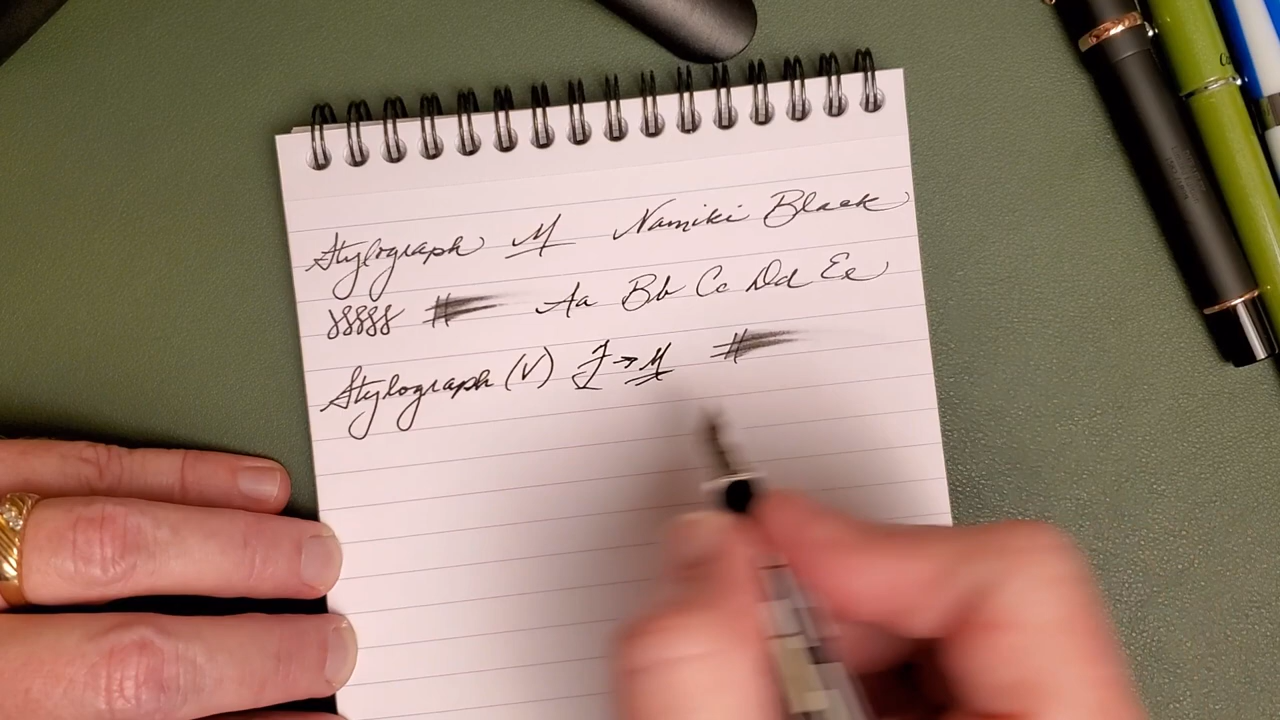 Stylograph M Namiki Black
Aa Bb Cc Dd Ee
Stylograph (V) F → M